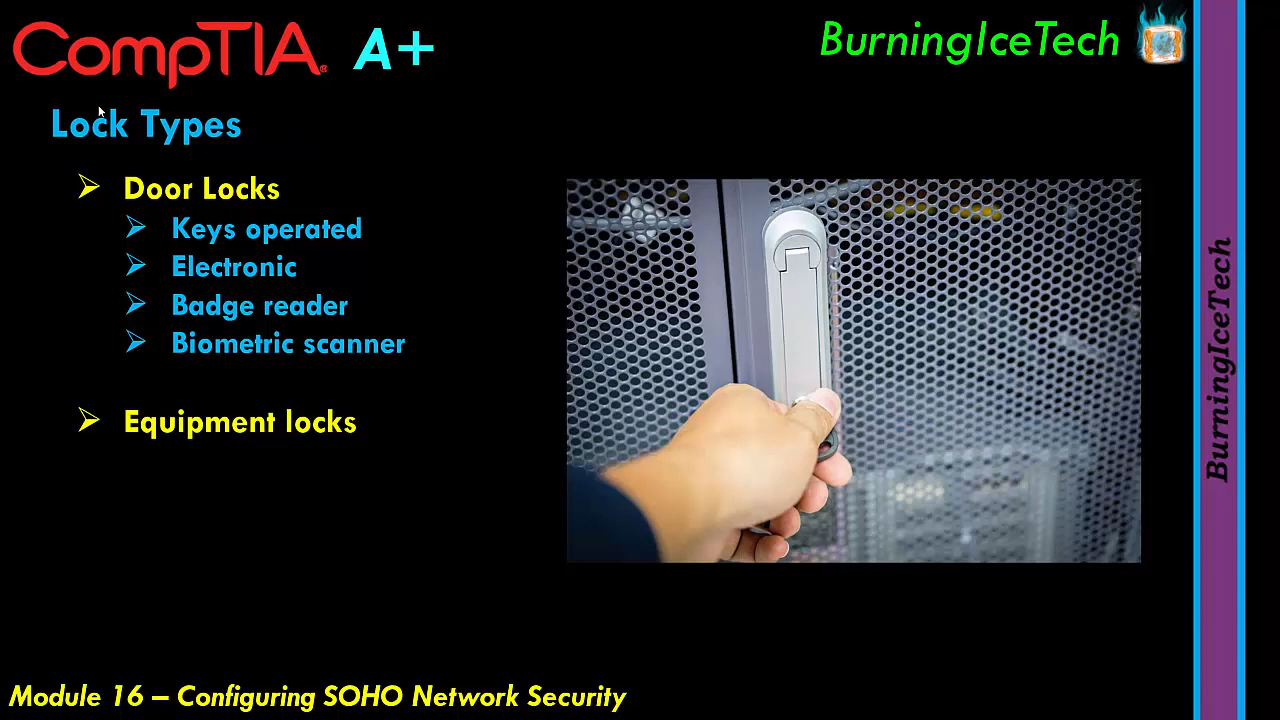 CompTIA® A+
BurningIceTech
Lock Types
Door Locks
Keys operated
Electronic
Badge reader
Biometric scanner
Equipment locks
BurningIceTech
Module 16 – Configuring SOHO Network Security